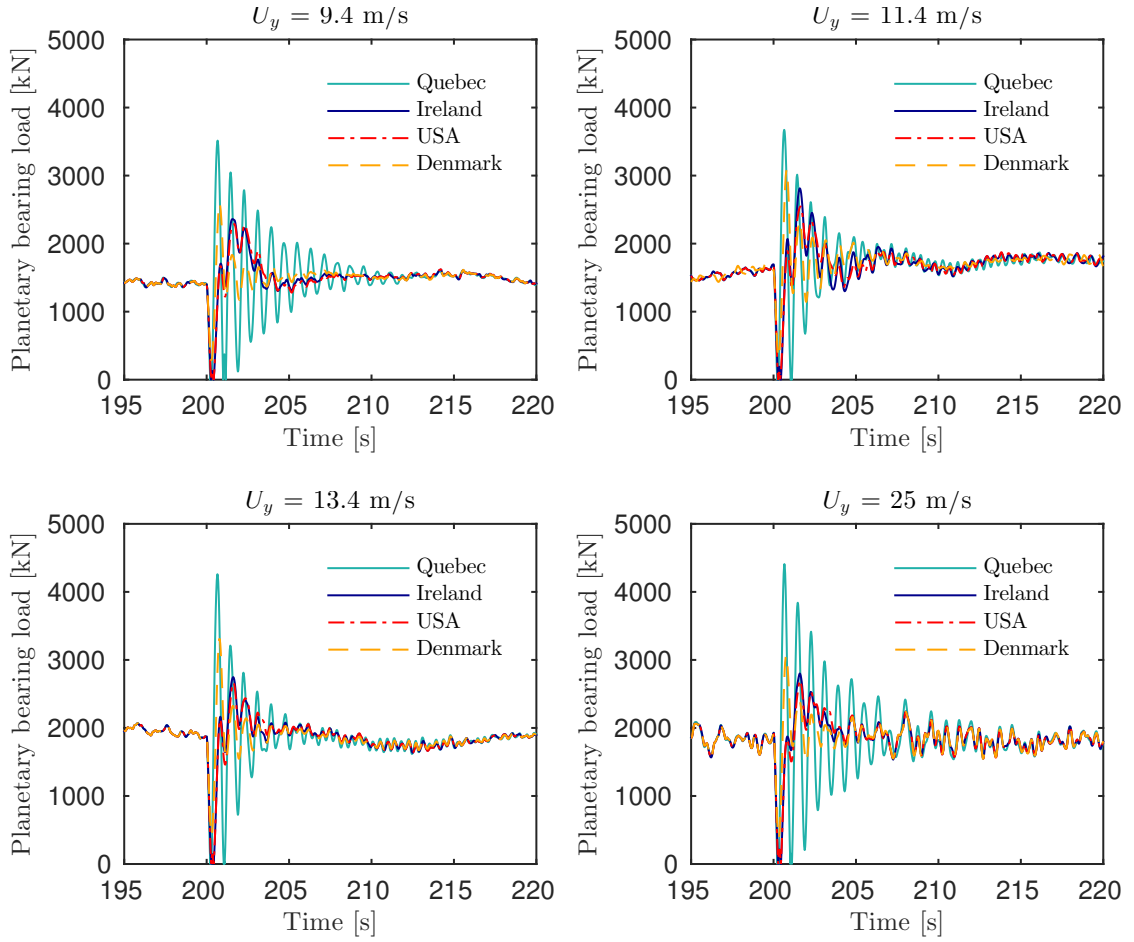 U_y = 9.4 m/s
Planetary bearing load [kN]
5000
4000
3000
2000
1000
0
Quebec
Ireland
USA
Denmark
195 200 205 210 215 220
Time [s]
U_y = 11.4 m/s
Planetary bearing load [kN]
5000
4000
3000
2000
1000
0
Quebec
Ireland
USA
Denmark
195 200 205 210 215 220
Time [s]
U_y = 13.4 m/s
Planetary bearing load [kN]
5000
4000
3000
2000
1000
0
Quebec
Ireland
USA
Denmark
195 200 205 210 215 220
Time [s]
U_y = 25 m/s
Planetary bearing load [kN]
5000
4000
3000
2000
1000
0
Quebec
Ireland
USA
Denmark
195 200 205 210 215 220
Time [s]